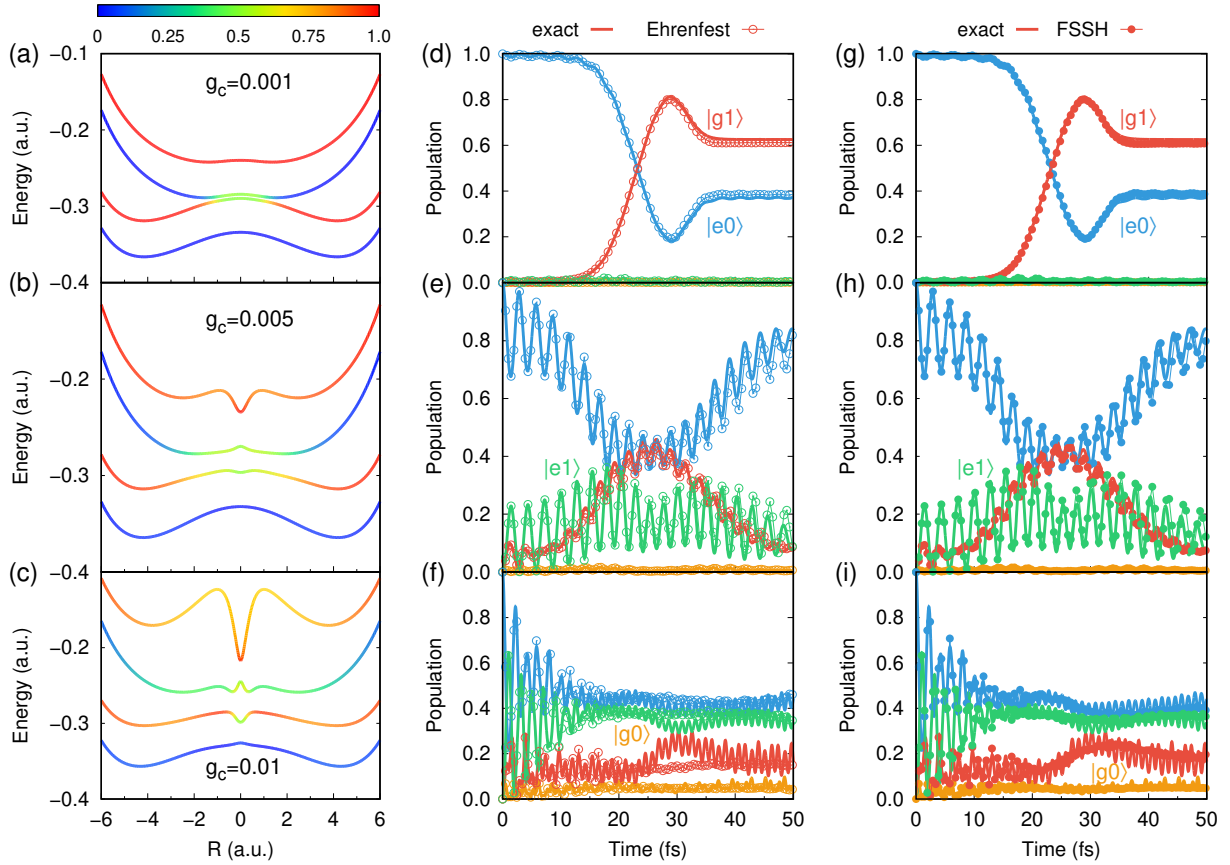 0 0.25 0.5 0.75 1.0
exact Ehrenfest
exact FSSH
(a) (d) (g)
g_c=0.001
Energy (a.u.)
−0.1
−0.2
−0.3
−0.4
Population
1.0
0.8
0.6
0.4
0.2
0.0
|g1⟩
|e0⟩
Population
1.0
0.8
0.6
0.4
0.2
0.0
|g1⟩
|e0⟩
(b) (e) (h)
g_c=0.005
Energy (a.u.)
−0.2
−0.3
−0.4
Population
0.8
0.6
0.4
0.2
0.0
|e1⟩
Population
0.8
0.6
0.4
0.2
0.0
|e1⟩
(c) (f) (i)
g_c=0.01
Energy (a.u.)
−0.2
−0.3
−0.4
−6 −4 −2 0 2 4 6
R (a.u.)
Population
0.8
0.6
0.4
0.2
0.0
|g0⟩
0 10 20 30 40 50
Time (fs)
Population
0.8
0.6
0.4
0.2
0.0
|g0⟩
0 10 20 30 40 50
Time (fs)